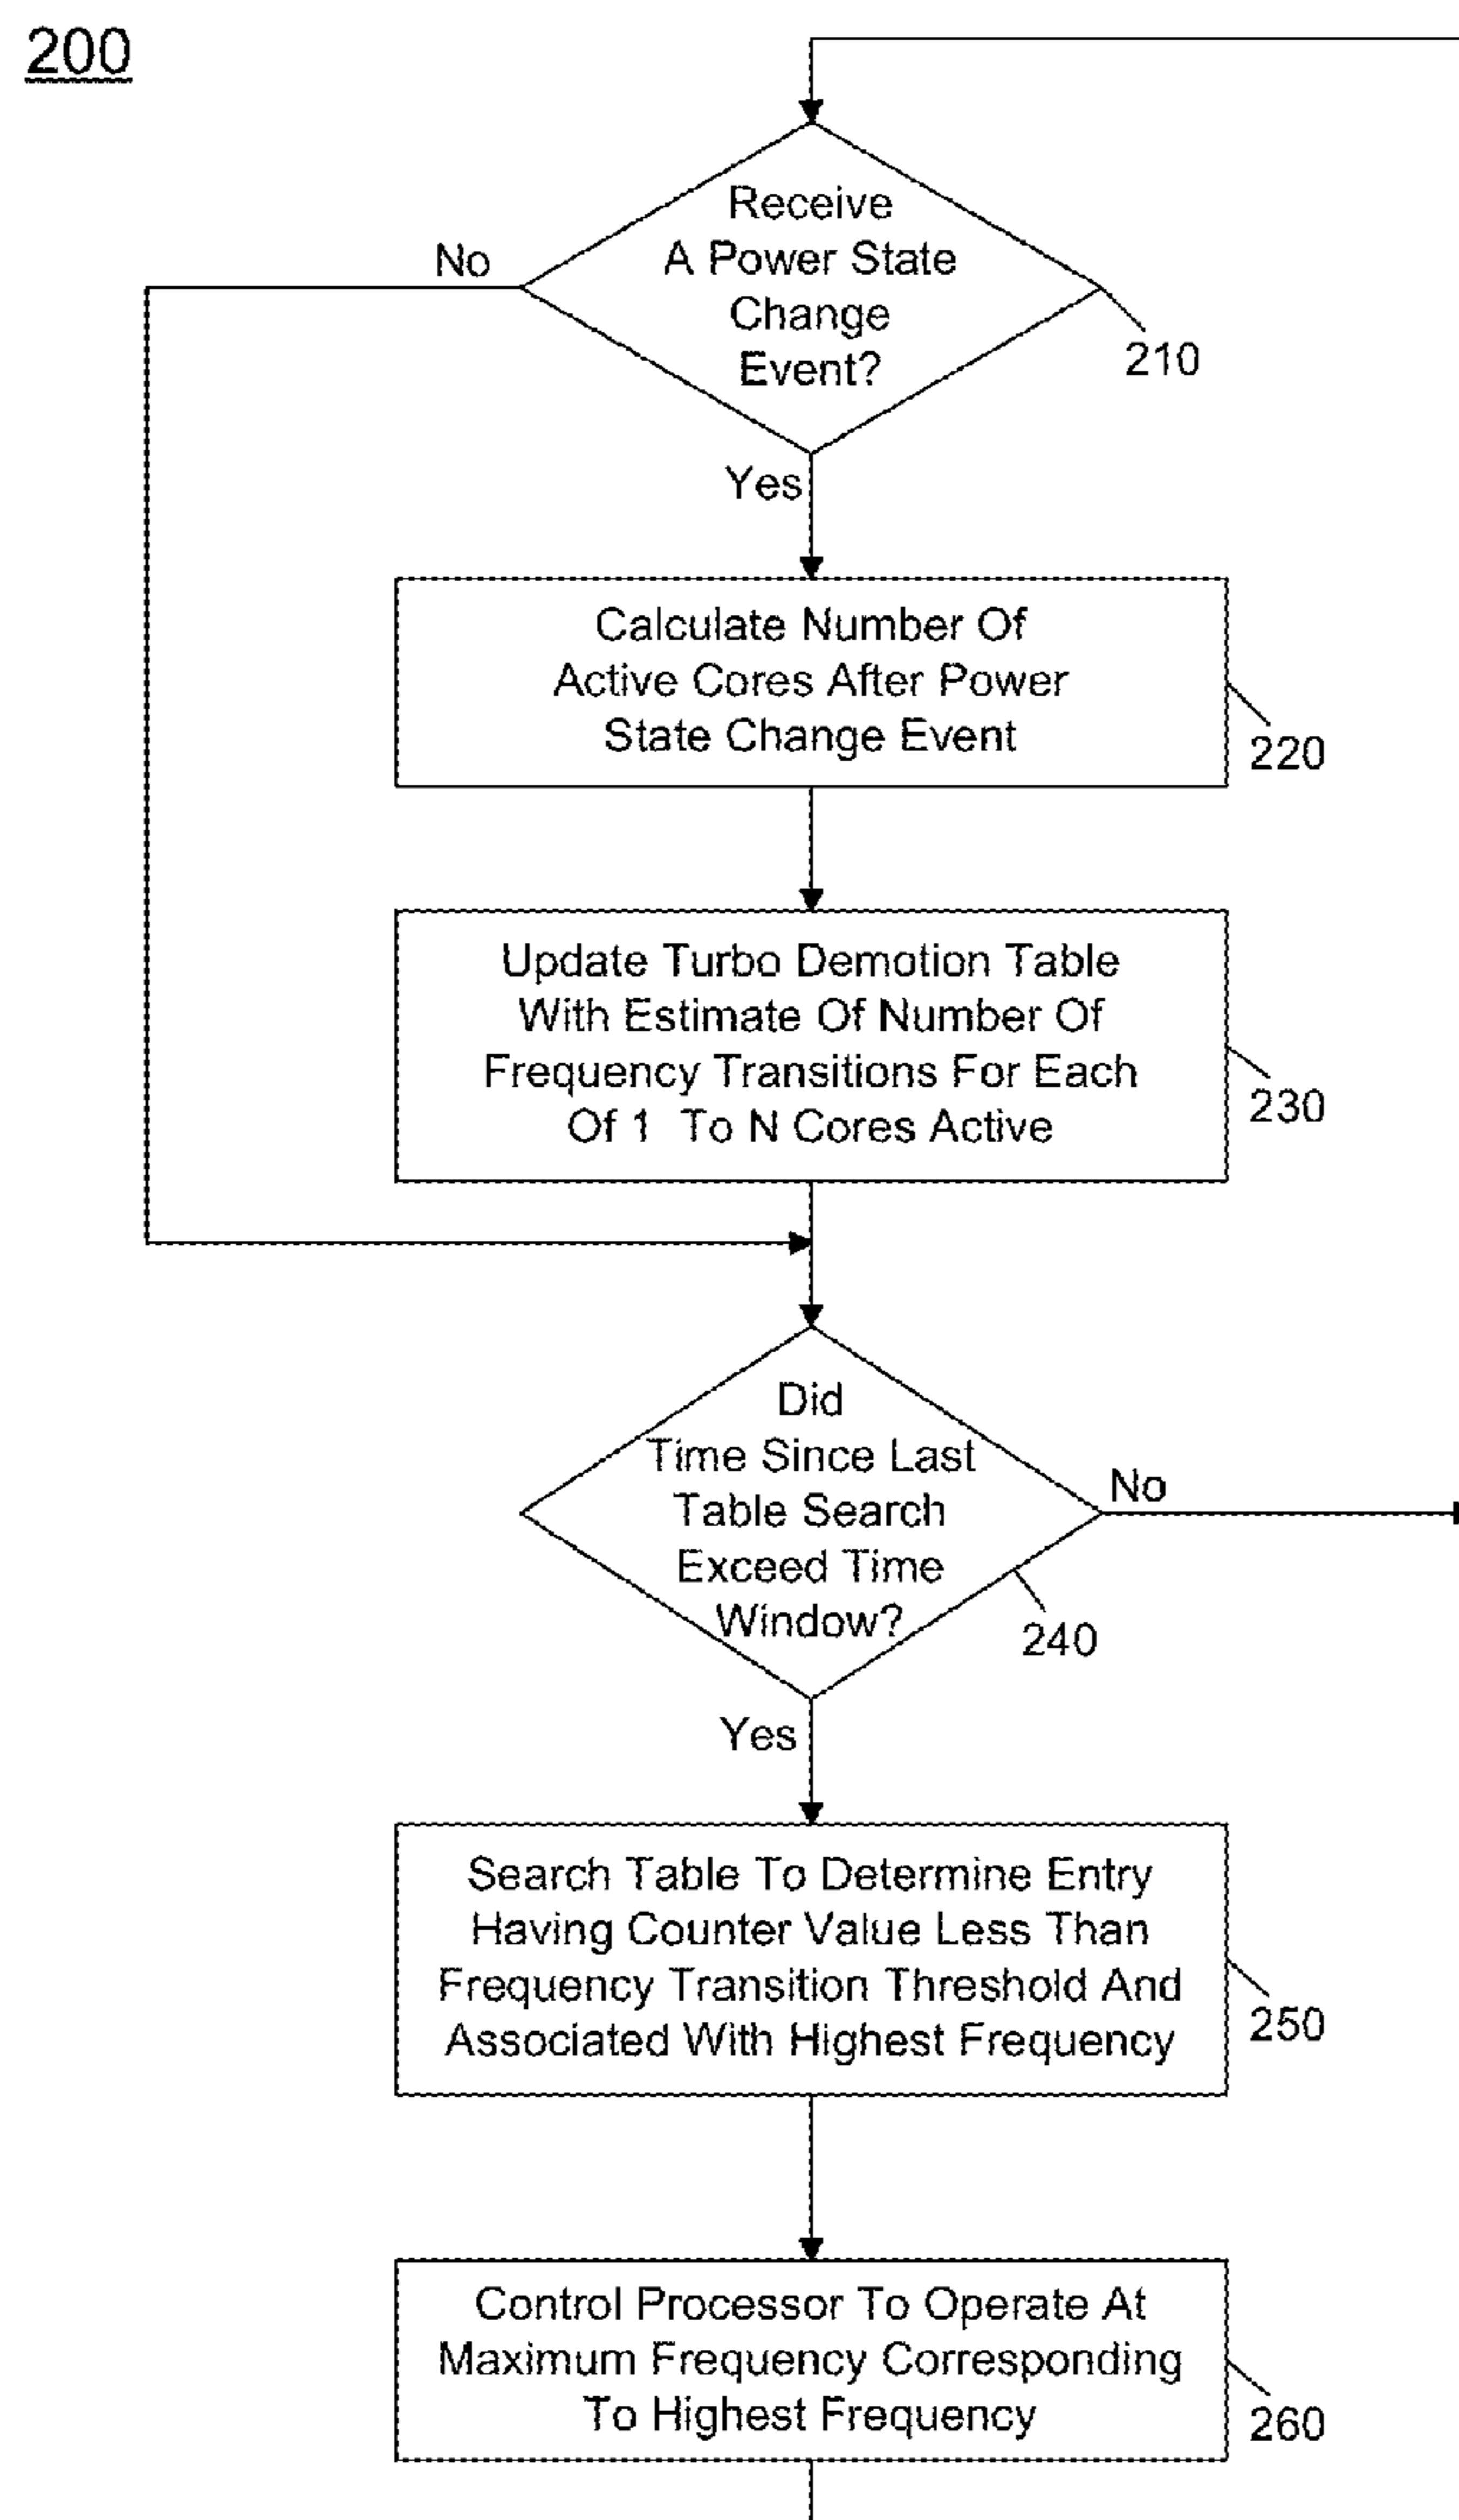 200
Receive
A Power State
Change
Event?
No
210
Yes
Calculate Number Of
Active Cores After Power
State Change Event
220
Update Turbo Demotion Table
With Estimate Of Number Of
Frequency Transitions For Each
Of 1 To N Cores Active
230
Did
Time Since Last
Table Search
Exceed Time
Window?
No
240
Yes
Search Table To Determine Entry
Having Counter Value Less Than
Frequency Transition Threshold And
Associated With Highest Frequency
250
Control Processor To Operate At
Maximum Frequency Corresponding
To Highest Frequency
260